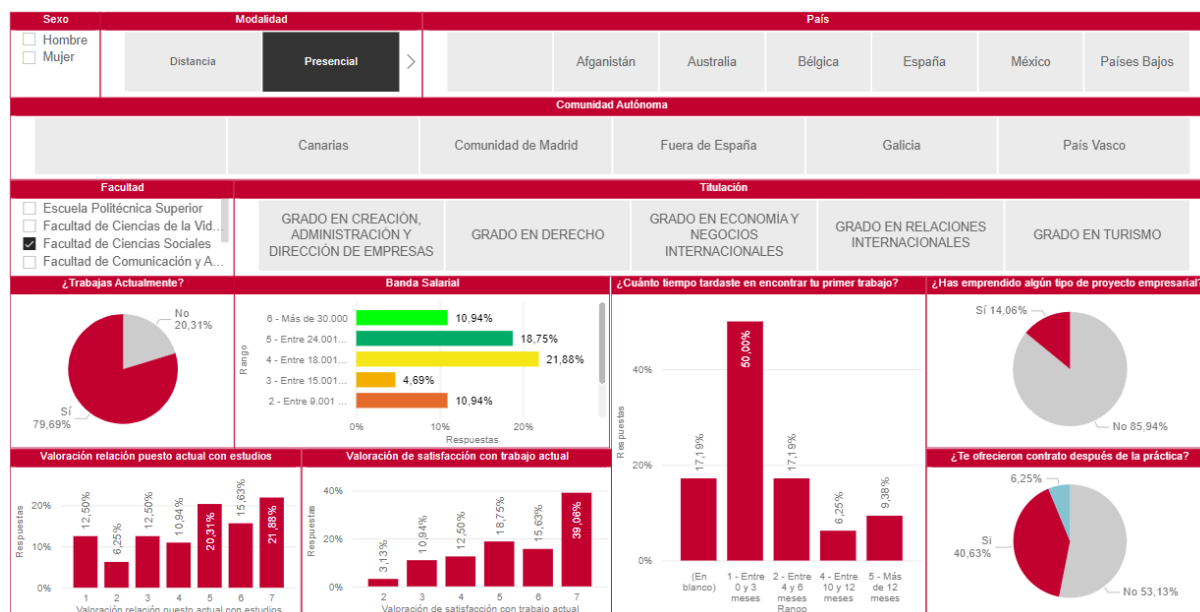 Sexo
Modalidad
País
Hombre
Mujer
Distancia
Presencial
Afganistán
Australia
Bélgica
España
México
Países Bajos
Comunidad Autónoma
Canarias
Comunidad de Madrid
Fuera de España
Galicia
País Vasco
Facultad
Titulación
Escuela Politécnica Superior
Facultad de Ciencias de la Vid...
Facultad de Ciencias Sociales
Facultad de Comunicación y A...
GRADO EN CREACIÓN,
ADMINISTRACIÓN Y
DIRECCIÓN DE EMPRESAS
GRADO EN DERECHO
GRADO EN ECONOMÍA Y
NEGOCIOS
INTERNACIONALES
GRADO EN RELACIONES
INTERNACIONALES
GRADO EN TURISMO
¿Trabajas Actualmente?
No
20,31%
Sí
79,69%
Banda Salarial
Rango
6 - Más de 30.000
10,94%
5 - Entre 24.001...
18,75%
4 - Entre 18.001...
21,88%
3 - Entre 15.001...
4,69%
2 - Entre 9.001 ...
10,94%
0%
10%
20%
Respuestas
¿Cuánto tiempo tardaste en encontrar tu primer trabajo?
Respuestas
40%
20%
0%
17,19%
50,00%
17,19%
6,25%
9,38%
(En
blanco)
1 - Entre
0 y 3
meses
2 - Entre
4 y 6
meses
4 - Entre
10 y 12
meses
5 - Más
de 12
meses
Rango
¿Has emprendido algún tipo de proyecto empresarial?
Sí 14,06%
No 85,94%
Valoración relación puesto actual con estudios
Respuestas
20%
10%
0%
12,50%
6,25%
12,50%
10,94%
20,31%
15,63%
21,88%
1
2
3
4
5
6
7
Valoración relación puesto actual con estudios
Valoración de satisfacción con trabajo actual
Respuestas
40%
20%
0%
3,13%
10,94%
12,50%
18,75%
15,63%
39,06%
2
3
4
5
6
7
Valoración de satisfacción con trabajo actual
¿Te ofrecieron contrato después de la práctica?
6,25%
Si
40,63%
No 53,13%